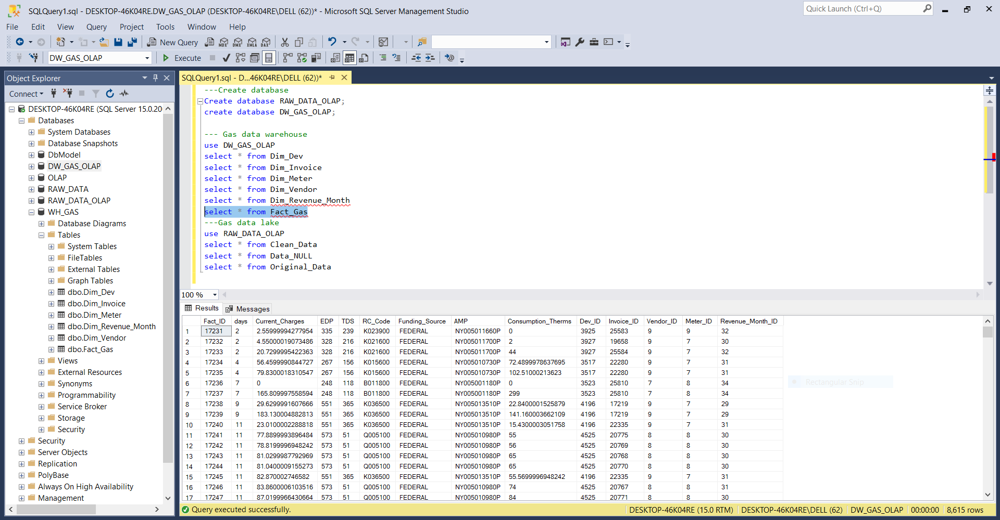 SQLQuery1.sql - DESKTOP-46K04RE.DW_GAS_OLAP (DESKTOP-46K04RE\DELL (62))* - Microsoft SQL Server Management Studio
Quick Launch (Ctrl+Q)
File Edit View Query Project Tools Window Help
New Query MDX DMX XMLA DAX
DW_GAS_OLAP Execute
Object Explorer
Connect
DESKTOP-46K04RE (SQL Server 15.0.20
Databases
System Databases
Database Snapshots
DbModel
DW_GAS_OLAP
OLAP
RAW_DATA
RAW_DATA_OLAP
WH_GAS
Database Diagrams
Tables
System Tables
FileTables
External Tables
Graph Tables
dbo.Dim_Dev
dbo.Dim_Invoice
dbo.Dim_Meter
dbo.Dim_Revenue_Month
dbo.Dim_Vendor
dbo.Fact_Gas
Views
External Resources
Synonyms
Programmability
Service Broker
Storage
Security
Security
Server Objects
Replication
PolyBase
Always On High Availability
Management
SQLQuery1.sql - D...46K04RE\DELL (62))*
---Create database
Create database RAW_DATA_OLAP;
create database DW_GAS_OLAP;
--- Gas data warehouse
use DW_GAS_OLAP
select * from Dim_Dev
select * from Dim_Invoice
select * from Dim_Meter
select * from Dim_Vendor
select * from Dim_Revenue_Month
select * from Fact_Gas
---Gas data lake
use RAW_DATA_OLAP
select * from Clean_Data
select * from Data_NULL
select * from Original_Data
100 %
Results Messages
Fact_ID days Current_Charges EDP TDS RC_Code Funding_Source AMP Consumption_Therms Dev_ID Invoice_ID Vendor_ID Meter_ID Revenue_Month_ID
1 17231 2 2.55999994277954 335 239 K023900 FEDERAL NY005011660P 0 3925 25583 9 9 32
2 17232 2 4.55000019073486 328 216 K021600 FEDERAL NY005011700P 2 3927 19658 9 7 30
3 17233 2 20.7299995422363 328 216 K021600 FEDERAL NY005011700P 44 3927 25584 9 7 32
4 17234 4 56.4599990844727 267 156 K015600 FEDERAL NY005010730P 72.4899978637695 3517 22280 9 7 31
5 17235 4 79.8300018310547 267 156 K015600 FEDERAL NY005010730P 102.51000213623 3517 22280 9 7 31
6 17236 7 0 248 118 B011800 FEDERAL NY005001180P 0 3523 25810 7 8 34
7 17237 7 165.809997558594 248 118 B011800 FEDERAL NY005001180P 299 3523 25810 7 8 34
8 17238 9 29.6299991607666 551 365 K036500 FEDERAL NY005013510P 22.8400001525879 4196 17219 9 7 29
9 17239 9 183.130004882813 551 365 K036500 FEDERAL NY005013510P 141.160003662109 4196 17219 9 7 29
10 17240 11 23.0100002288818 551 365 K036500 FEDERAL NY005013510P 15.4300003051758 4196 22335 9 7 31
11 17241 11 77.8899993896484 573 51 Q005100 FEDERAL NY005010980P 55 4525 20775 8 8 30
12 17242 11 78.8199996948242 573 51 Q005100 FEDERAL NY005010980P 56 4525 20769 8 8 30
13 17243 11 81.0299987792969 573 51 Q005100 FEDERAL NY005010980P 65 4525 20768 8 8 30
14 17244 11 81.0400009155273 573 51 Q005100 FEDERAL NY005010980P 65 4525 20770 8 8 30
15 17245 11 82.870002746582 551 365 K036500 FEDERAL NY005013510P 55.5699996948242 4196 22335 9 7 31
16 17246 11 83.8600006103516 573 51 Q005100 FEDERAL NY005010980P 74 4525 20767 8 8 31
17 17247 11 87.0199966430664 573 51 Q005100 FEDERAL NY005010980P 84 4525 20771 8 8 30
Rectangular Snip
Query executed successfully. DESKTOP-46K04RE (15.0 RTM) DESKTOP-46K04RE\DELL (62) DW_GAS_OLAP 00:00:00 8,615 rows